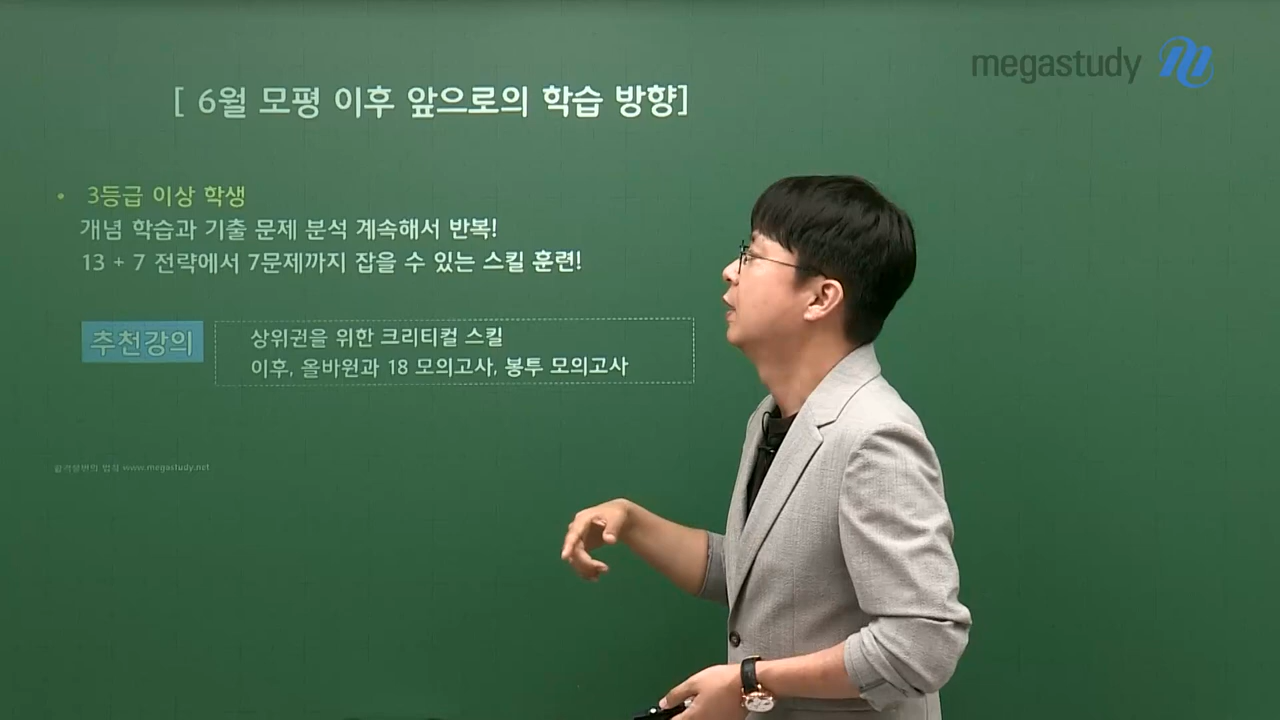 megastudy
[ 6월 모평 이후 앞으로의 학습 방향]
• 3등급 이상 학생
개념 학습과 기출 문제 분석 계속해서 반복!
13 + 7 전략에서 7문제까지 잡을 수 있는 스킬 훈련!
추천강의
상위권을 위한 크리티컬 스킬
이후, 올바원과 18 모의고사, 봉투 모의고사
www.megastudy.net